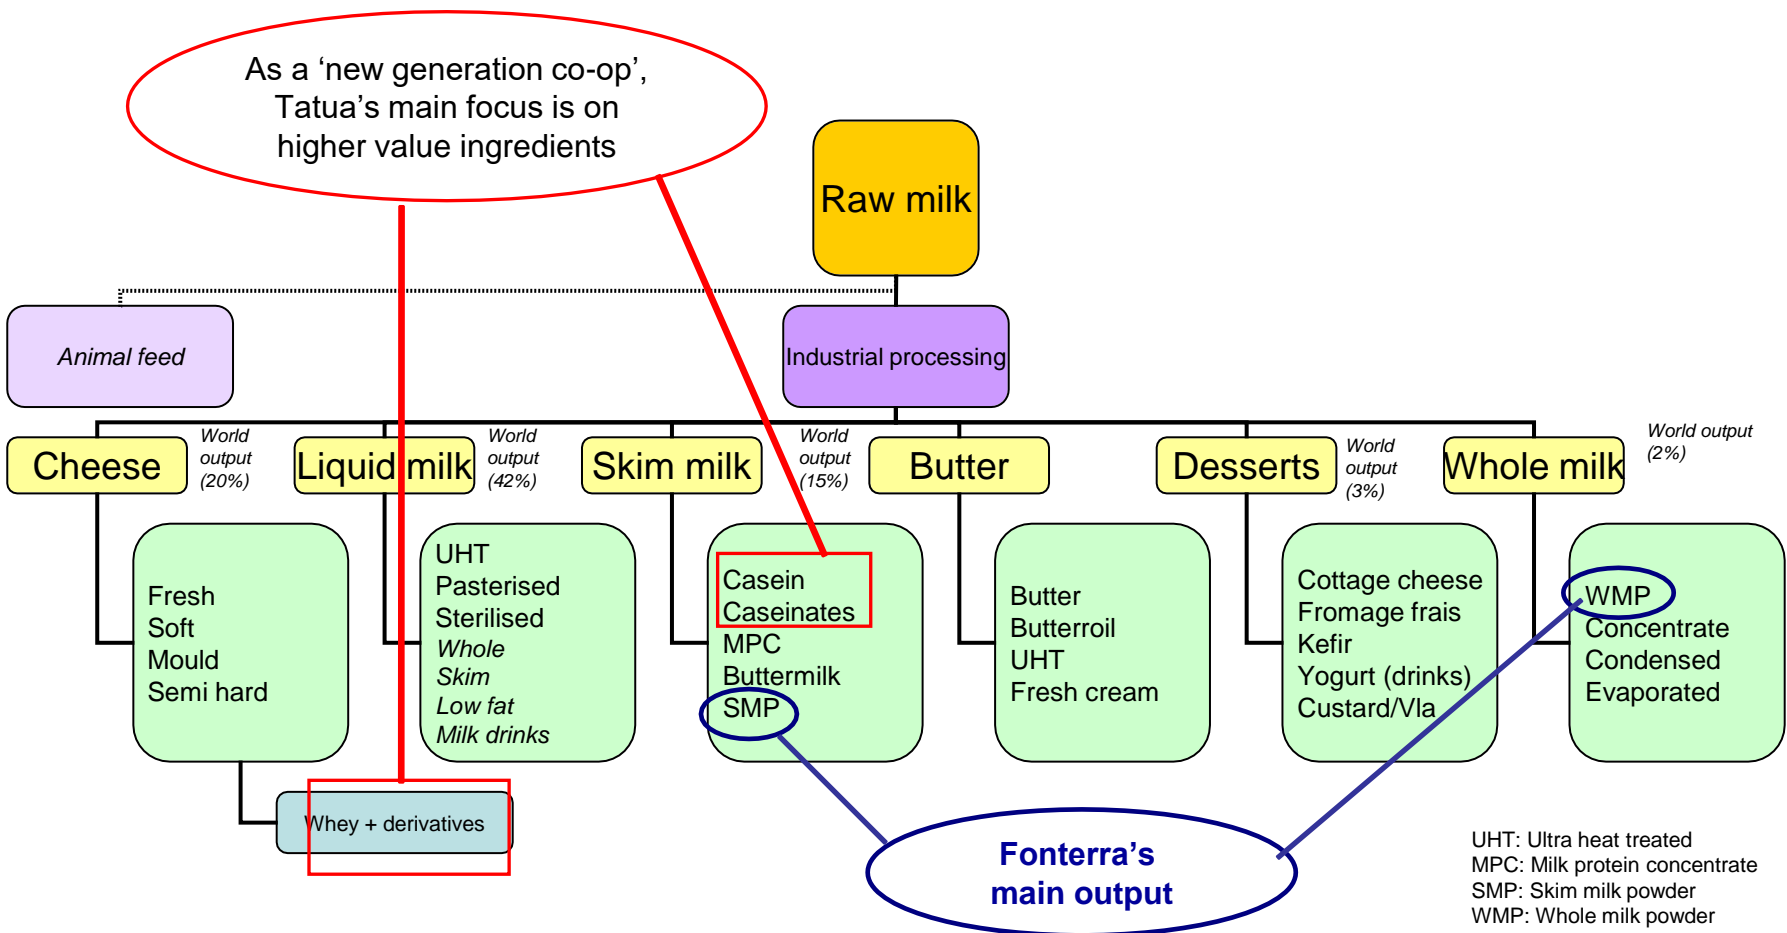 As a ‘new generation co-op’,
Tatua’s main focus is on
higher value ingredients
Raw milk
Animal feed
Industrial processing
Cheese
World
output
(20%)
Liquid milk
World
output
(42%)
Skim milk
World
output
(15%)
Butter
Desserts
World
output
(3%)
Whole milk
World output
(2%)
Fresh
Soft
Mould
Semi hard
UHT
Pasterised
Sterilised
Whole
Skim
Low fat
Milk drinks
Casein
Caseinates
MPC
Buttermilk
SMP
Butter
Butterroil
UHT
Fresh cream
Cottage cheese
Fromage frais
Kefir
Yogurt (drinks)
Custard/Vla
WMP
Concentrate
Condensed
Evaporated
Whey + derivatives
Fonterra’s
main output
UHT: Ultra heat treated
MPC: Milk protein concentrate
SMP: Skim milk powder
WMP: Whole milk powder